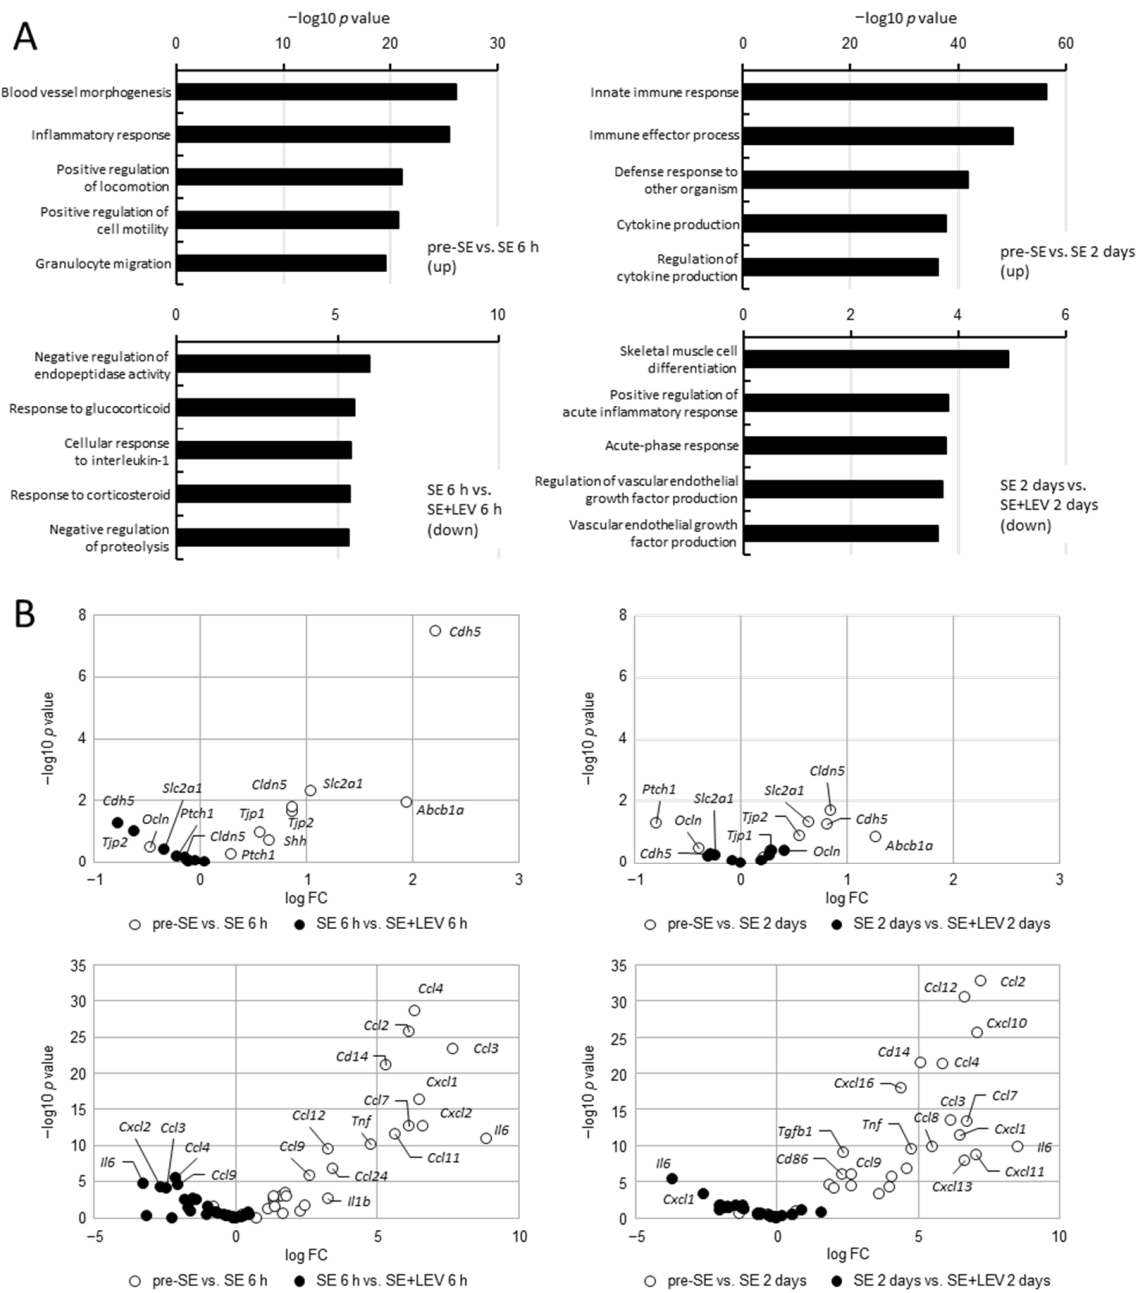 A
−log10 p value
0 10 20 30
Blood vessel morphogenesis
Inflammatory response
Positive regulation
of locomotion
Positive regulation of
cell motility
Granulocyte migration
pre-SE vs. SE 6 h
(up)
−log10 p value
0 20 40 60
Innate immune response
Immune effector process
Defense response to
other organism
Cytokine production
Regulation of
cytokine production
pre-SE vs. SE 2 days
(up)
0 5 10
Negative regulation of
endopeptidase activity
Response to glucocorticoid
Cellular response
to interleukin-1
Response to corticosteroid
Negative regulation
of proteolysis
SE 6 h vs.
SE+LEV 6 h
(down)
0 2 4 6
Skeletal muscle cell
differentiation
Positive regulation of
acute inflammatory response
Acute-phase response
Regulation of vascular endothelial
growth factor production
Vascular endothelial growth
factor production
SE 2 days vs.
SE+LEV 2 days
(down)
B
−log10 p value
8
6
4
2
0
Cdh5
Slc2a1
Cldn5
Slc2a1
Abcb1a
Cdh5
Ocln
Ptch1
Tjp1
Tjp2
Tjp2
Cldn5
Shh
Ptch1
−1 0 1 2 3
log FC
pre-SE vs. SE 6 h
SE 6 h vs. SE+LEV 6 h
−log10 p value
8
6
4
2
0
Cldn5
Ptch1
Slc2a1
Slc2a1
Ocln
Tjp2
Cdh5
Tjp1
Abcb1a
Cdh5
Ocln
−1 0 1 2 3
log FC
pre-SE vs. SE 2 days
SE 2 days vs. SE+LEV 2 days
−log10 p value
35
30
25
20
15
10
5
0
Ccl4
Ccl2
Ccl3
Cd14
Cxcl1
Ccl7
Cxcl2
Ccl12
Tnf
Il6
Cxcl2
Ccl3
Ccl4
Ccl9
Ccl11
Il6
Ccl9
Ccl24
Il1b
−5 0 5 10
log FC
pre-SE vs. SE 6 h
SE 6 h vs. SE+LEV 6 h
−log10 p value
35
30
25
20
15
10
5
0
Ccl12
Ccl2
Cxcl10
Cd14
Ccl4
Cxcl16
Ccl3
Ccl7
Ccl8
Tnf
Cxcl1
Tgfb1
Il6
Cd86
Ccl9
Cxcl11
Cxcl13
Il6
Cxcl1
−5 0 5 10
log FC
pre-SE vs. SE 2 days
SE 2 days vs. SE+LEV 2 days